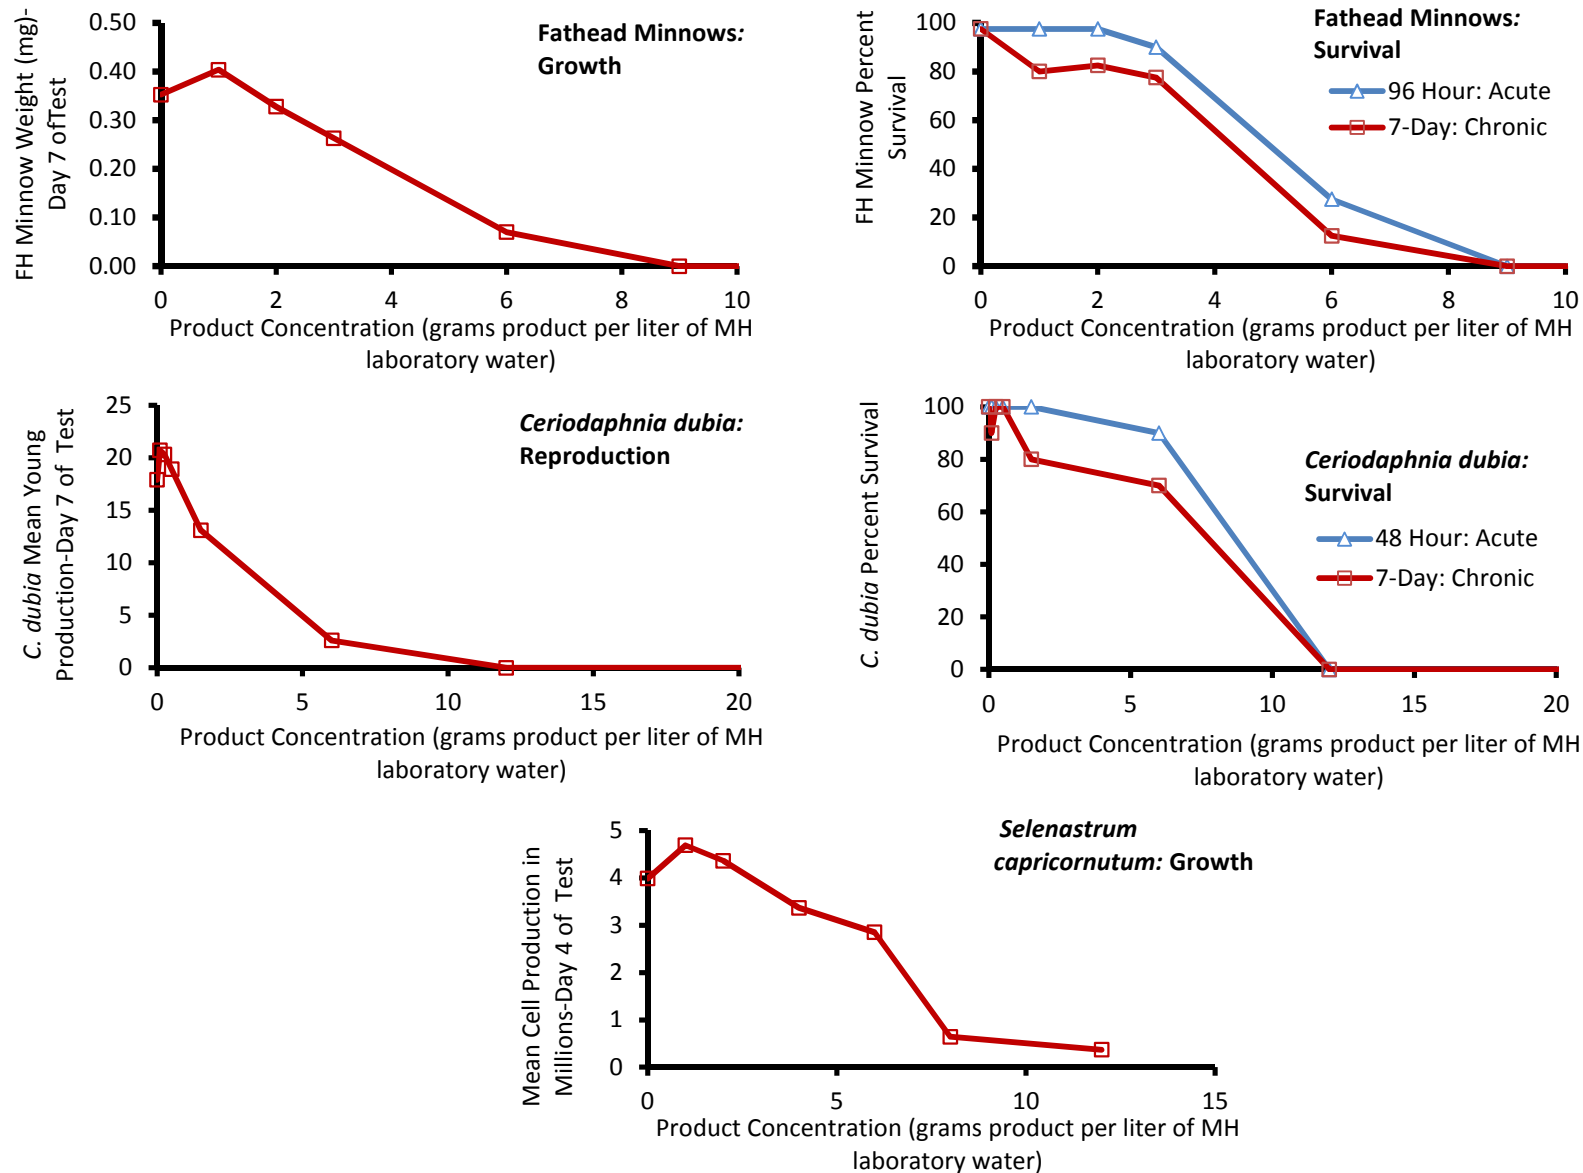 FH Minnow Weight (mg)-
Day 7 ofTest
0.50
0.40
0.30
0.20
0.10
0.00
Fathead Minnows:
Growth
0 2 4 6 8 10
Product Concentration (grams product per liter of MH
laboratory water)
FH Minnow Percent
Survival
100
80
60
40
20
0
Fathead Minnows:
Survival
96 Hour: Acute
7-Day: Chronic
0 2 4 6 8 10
Product Concentration (grams product per liter of MH
laboratory water)
C. dubia Mean Young
Production-Day 7 of Test
25
20
15
10
5
0
Ceriodaphnia dubia:
Reproduction
0 5 10 15 20
Product Concentration (grams product per liter of MH
laboratory water)
C. dubia Percent Survival
100
80
60
40
20
0
Ceriodaphnia dubia:
Survival
48 Hour: Acute
7-Day: Chronic
0 5 10 15 20
Product Concentration (grams product per liter of MH
laboratory water)
Mean Cell Production in
Millions-Day 4 of Test
5
4
3
2
1
0
Selenastrum
capricornutum: Growth
0 5 10 15
Product Concentration (grams product per liter of MH
laboratory water)